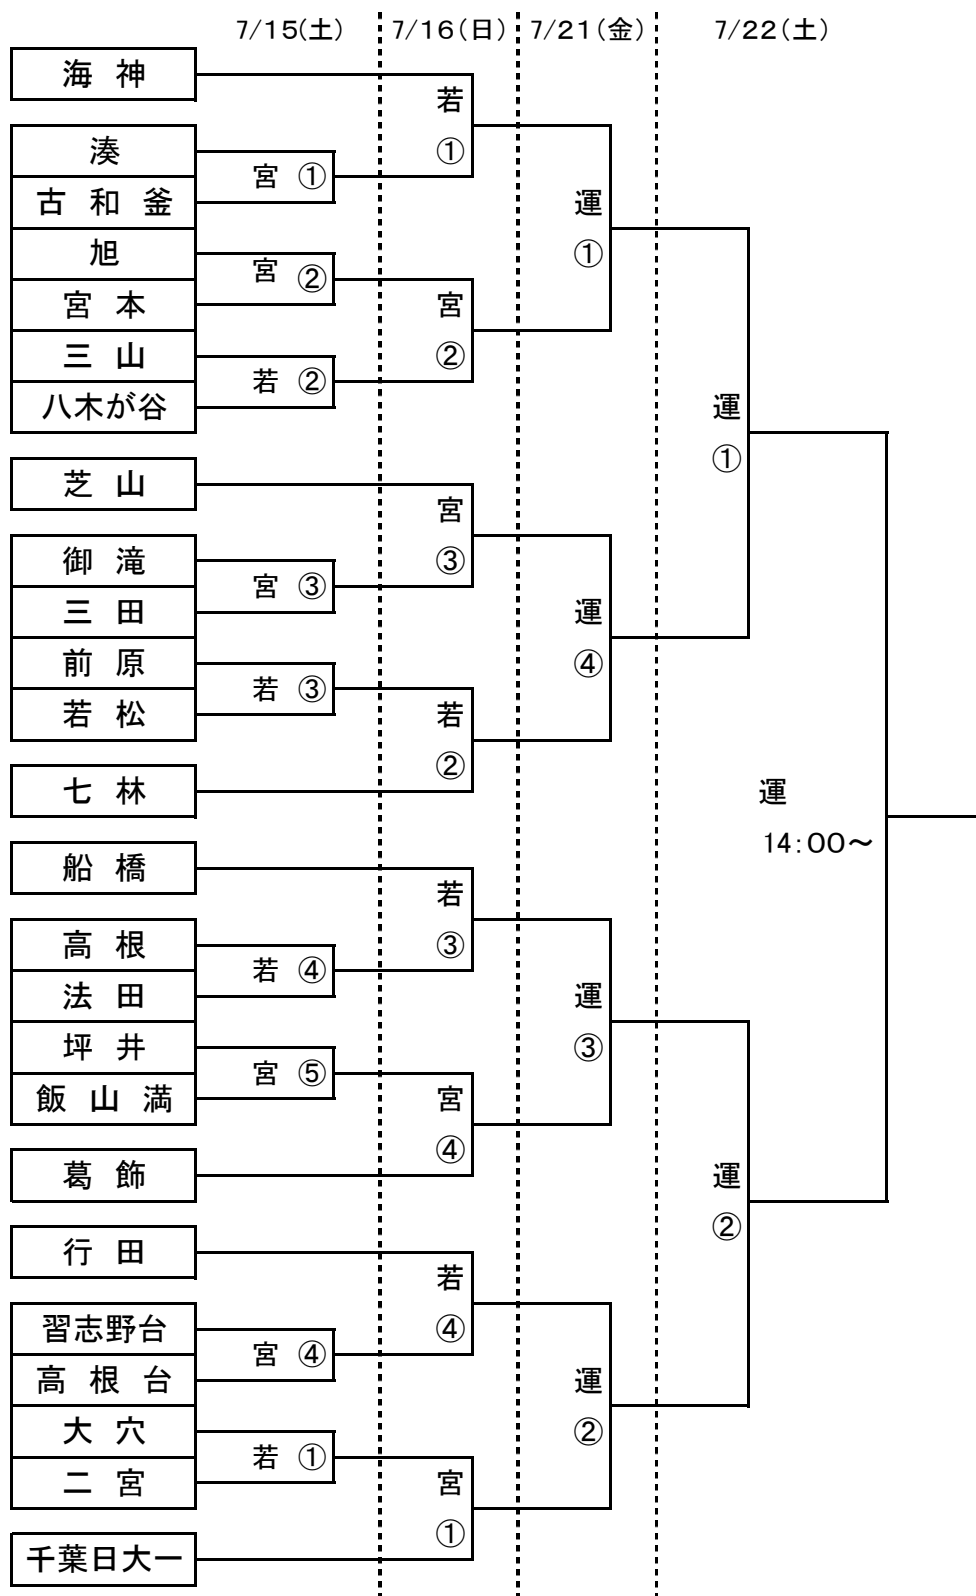 7/15(土) 7/16(日) 7/21(金) 7/22(土)
海 神
若
①
湊
宮 ①
古 和 釜
運
①
旭
宮 ②
宮 本
宮
②
三 山
若 ②
八木が谷
運
①
芝 山
宮
③
御 滝
宮 ③
三 田
運
④
前 原
若 ③
若 松
若
②
七 林
運
14:00～
船 橋
若
③
高 根
若 ④
法 田
運
③
坪 井
宮 ⑤
飯 山 満
宮
④
葛 飾
運
②
行 田
若
④
習志野台
宮 ④
高 根 台
運
②
大 穴
若 ①
二 宮
宮
①
千葉日大一